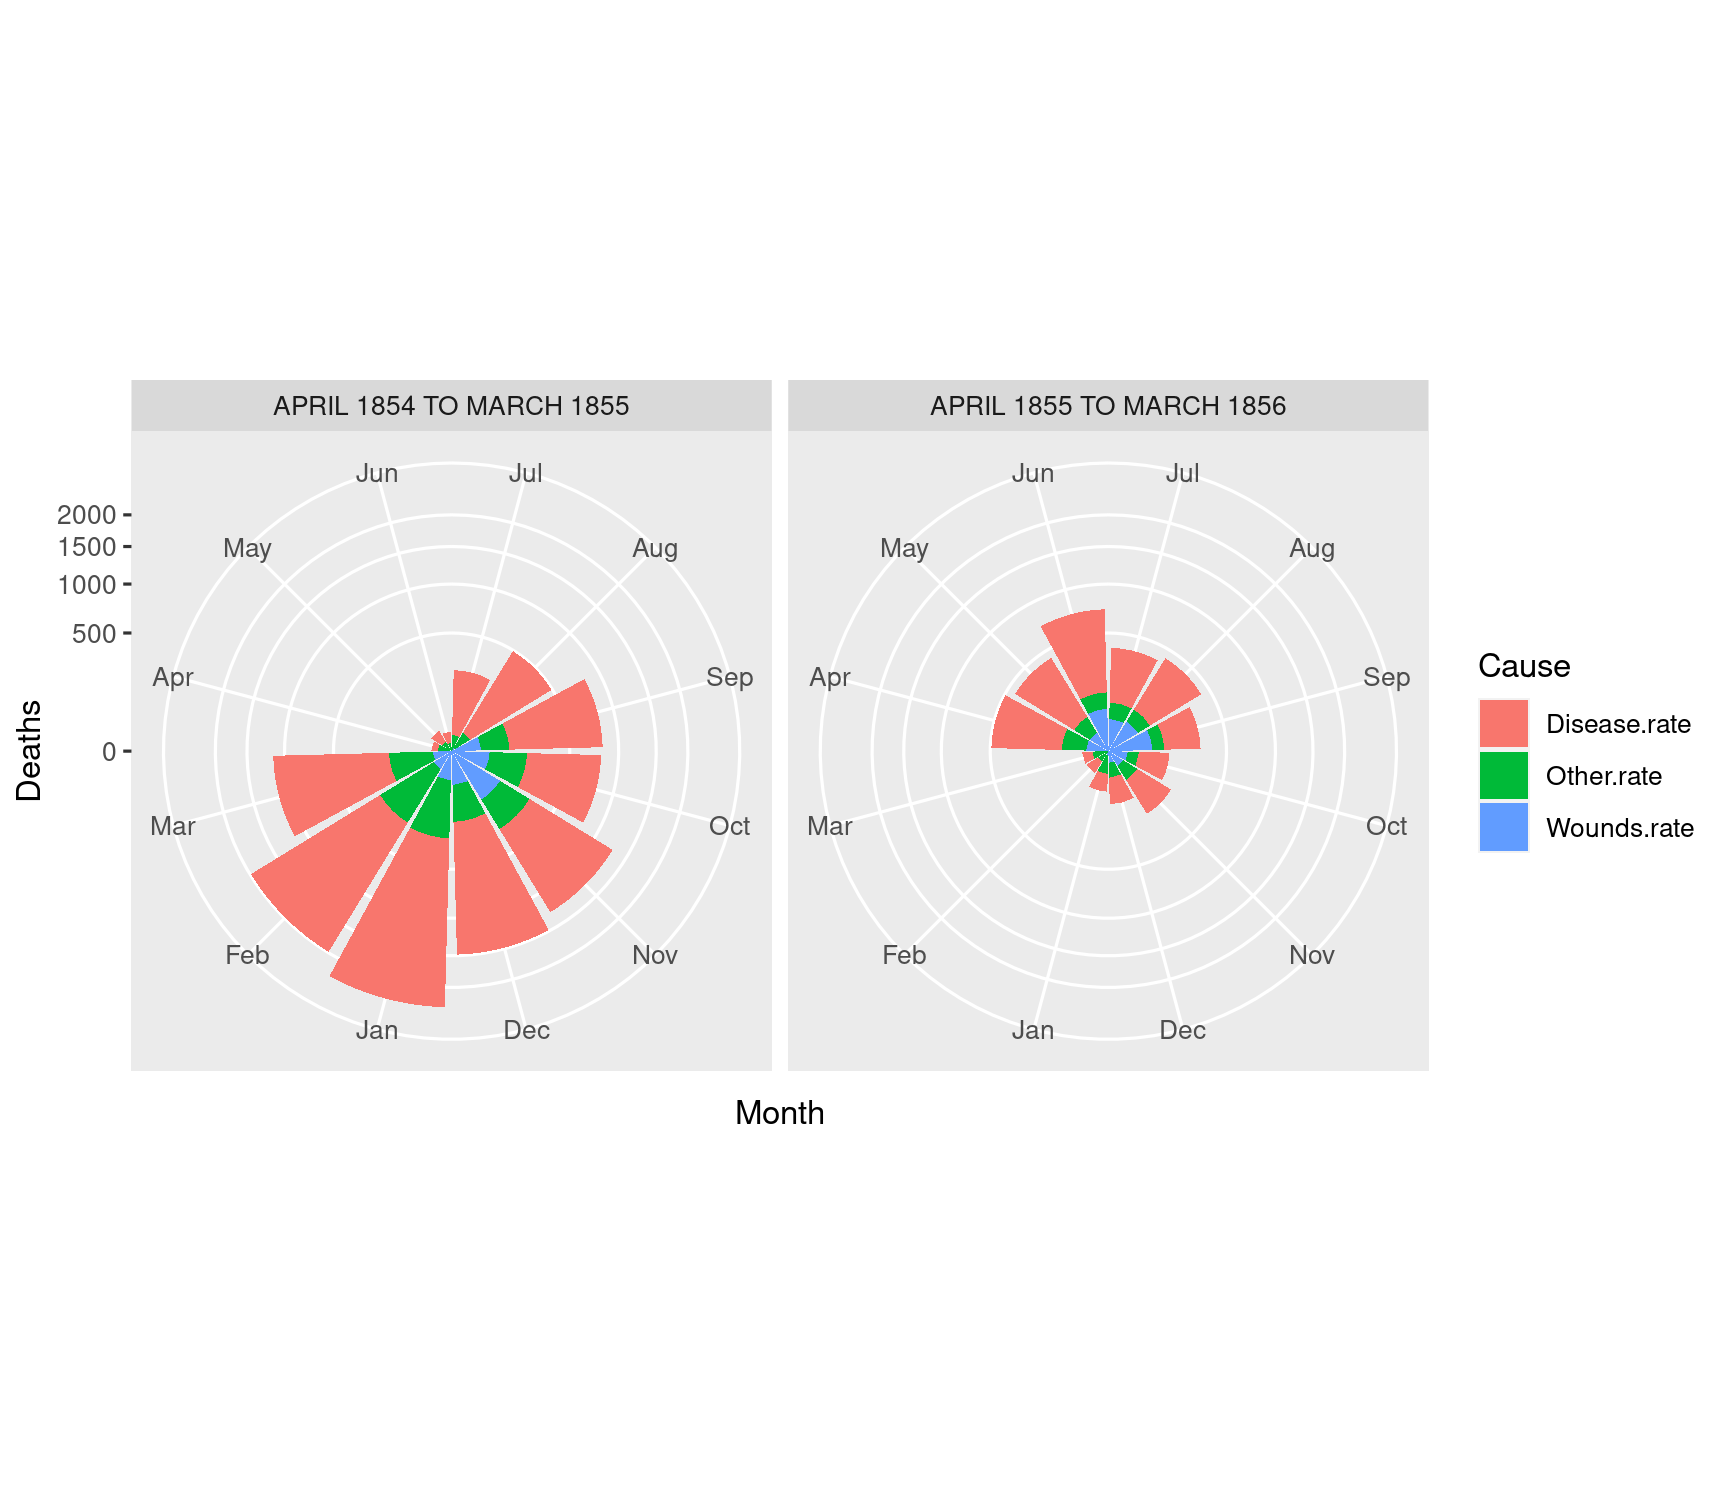 APRIL 1854 TO MARCH 1855
APRIL 1855 TO MARCH 1856
Jun
Jul
May
Aug
Apr
Sep
Mar
Oct
Feb
Nov
Jan
Dec
Jun
Jul
May
Aug
Apr
Sep
Mar
Oct
Feb
Nov
Jan
Dec
2000
1500
1000
500
0
Deaths
Month
Cause
Disease.rate
Other.rate
Wounds.rate